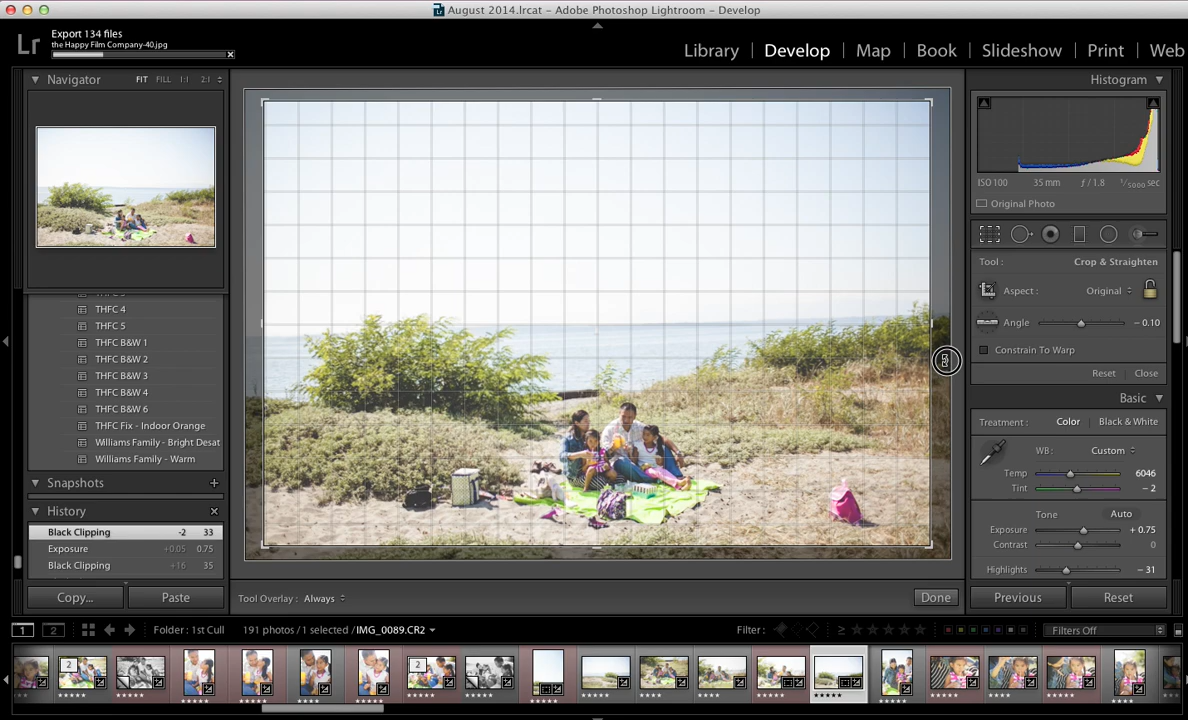 August 2014.lrcat - Adobe Photoshop Lightroom - Develop
Lr
Export 134 files
the Happy Film Company-40.jpg
Library | Develop | Map | Book | Slideshow | Print | Web
Navigator FIT FILL 1:1 2:1
THFC 4
THFC 5
THFC B&W 1
THFC B&W 2
THFC B&W 3
THFC B&W 4
THFC B&W 6
THFC Fix - Indoor Orange
Williams Family - Bright Desat
Williams Family - Warm
Snapshots +
History
Black Clipping -2 33
Exposure +0.05 0.75
Black Clipping +16 35
Copy... Paste
Tool Overlay : Always
Done
Histogram
ISO 100 35 mm ƒ / 1.8 1/5000 sec
Original Photo
Tool : Crop & Straighten
Aspect : Original
Angle - 0.10
Constrain To Warp
Reset Close
Basic
Treatment : Color Black & White
WB : Custom
Temp 6046
Tint - 2
Tone Auto
Exposure + 0.75
Contrast 0
Highlights - 31
Previous Reset
1 2 Folder : 1st Cull 191 photos / 1 selected / IMG_0089.CR2 Filter : Filters Off
2 2